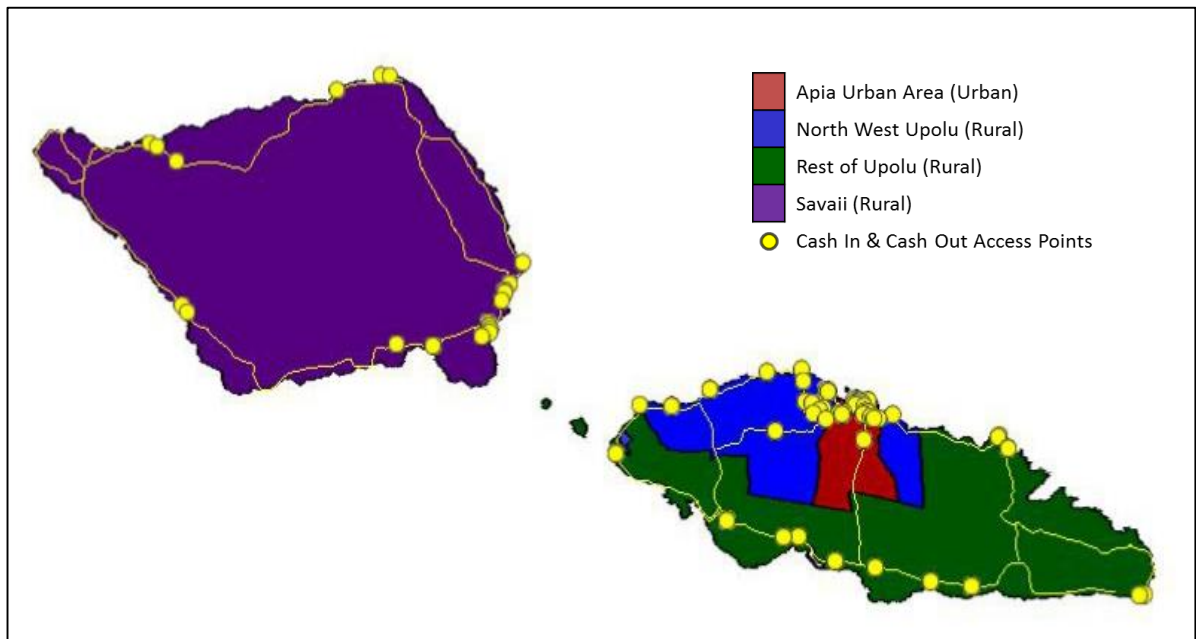 Apia Urban Area (Urban)
North West Upolu (Rural)
Rest of Upolu (Rural)
Savaii (Rural)
Cash In & Cash Out Access Points